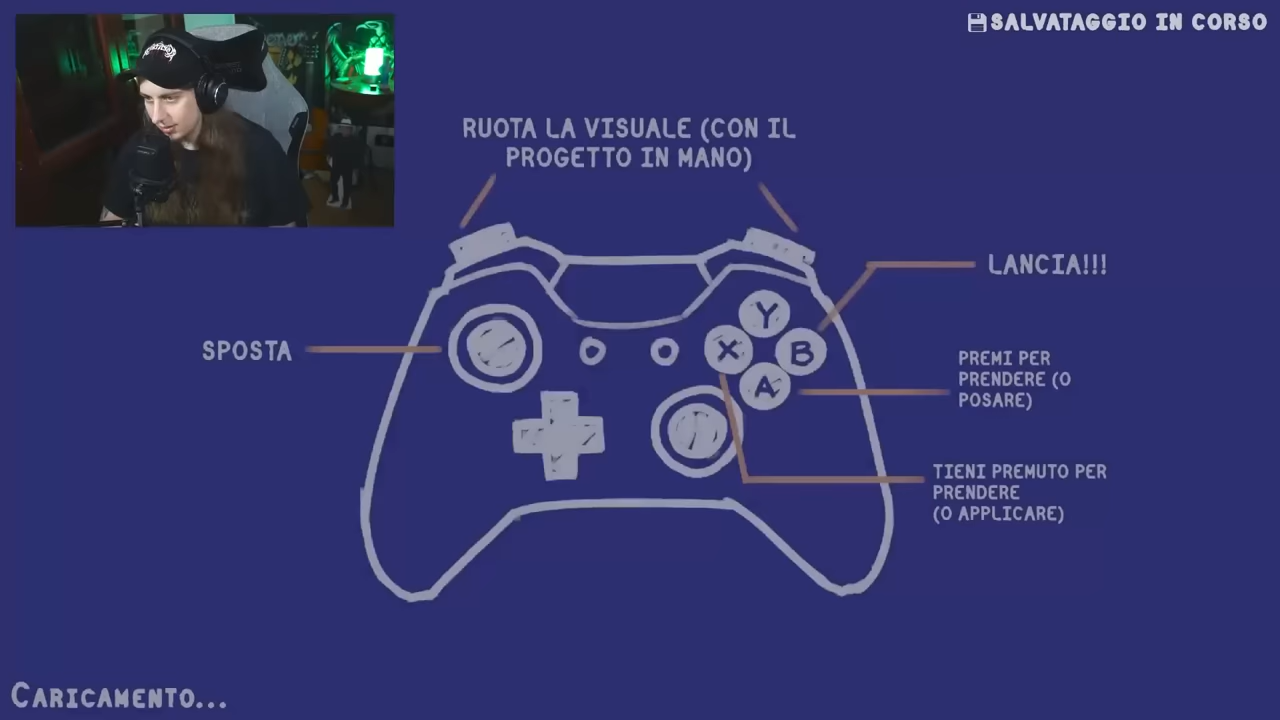 SALVATAGGIO IN CORSO
RUOTA LA VISUALE (CON IL
PROGETTO IN MANO)
LANCIA!!!
SPOSTA
Y
X
B
A
PREMI PER
PRENDERE (O
POSARE)
TIENI PREMUTO PER
PRENDERE
(O APPLICARE)
CARICAMENTO...